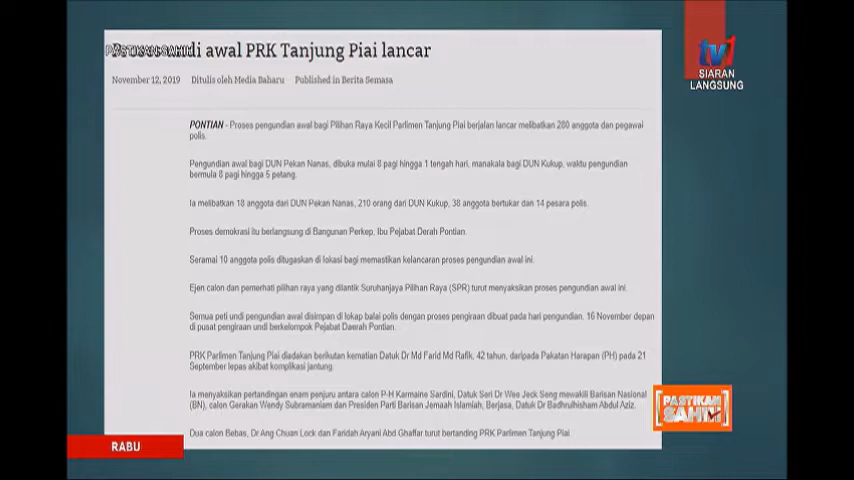 PASTIKAN SAHIH
di awal PRK Tanjung Piai lancar
November 12, 2019 Ditulis oleh Media Baharu Published in Berita Semasa
PONTIAN - Proses pengundian awal bagi Pilihan Raya Kecil Parlimen Tanjung Piai berjalan lancar melibatkan 280 anggota dan pegawai
polis.
Pengundian awal bagi DUN Pekan Nanas, dibuka mulai 8 pagi hingga 1 tengah hari, manakala bagi DUN Kukup, waktu pengundian
bermula 8 pagi hingga 5 petang.
Ia melibatkan 18 anggota dari DUN Pekan Nanas, 210 orang dari DUN Kukup, 38 anggota bertukar dan 14 pesara polis.
Proses demokrasi itu berlangsung di Bangunan Perkep, Ibu Pejabat Derah Pontian.
Seramai 10 anggota polis ditugaskan di lokasi bagi memastikan kelancaran proses pengundian awal ini.
Ejen calon dan pemerhati pilihan raya yang dilantik Suruhanjaya Pilihan Raya (SPR) turut menyaksikan proses pengundian awal ini.
Semua peti undi pengundian awal disimpan di lokap balai polis dengan proses pengiraan dibuat pada hari pengundian, 16 November depan
di pusat pengiraan undi berkelompok Pejabat Daerah Pontian.
PRK Parlimen Tanjung Piai diadakan berikutan kematian Datuk Dr Md Farid Md Rafik, 42 tahun, daripada Pakatan Harapan (PH) pada 21
September lepas akibat komplikasi jantung.
Ia menyaksikan pertandingan enam penjuru antara calon P-H Karmaine Sardini, Datuk Seri Dr Wee Jeck Seng mewakili Barisan Nasional
(BN), calon Gerakan Wendy Subramaniam dan Presiden Parti Barisan Jemaah Islamiah, Berjasa, Datuk Dr Badhrulhisham Abdul Aziz.
Dua calon Bebas, Dr Ang Chuan Lock dan Faridah Aryani Abd Ghaffar turut bertanding PRK Parlimen Tanjung Piai.
tv1
SIARAN
LANGSUNG
PASTIKAN
SAHIH
RABU